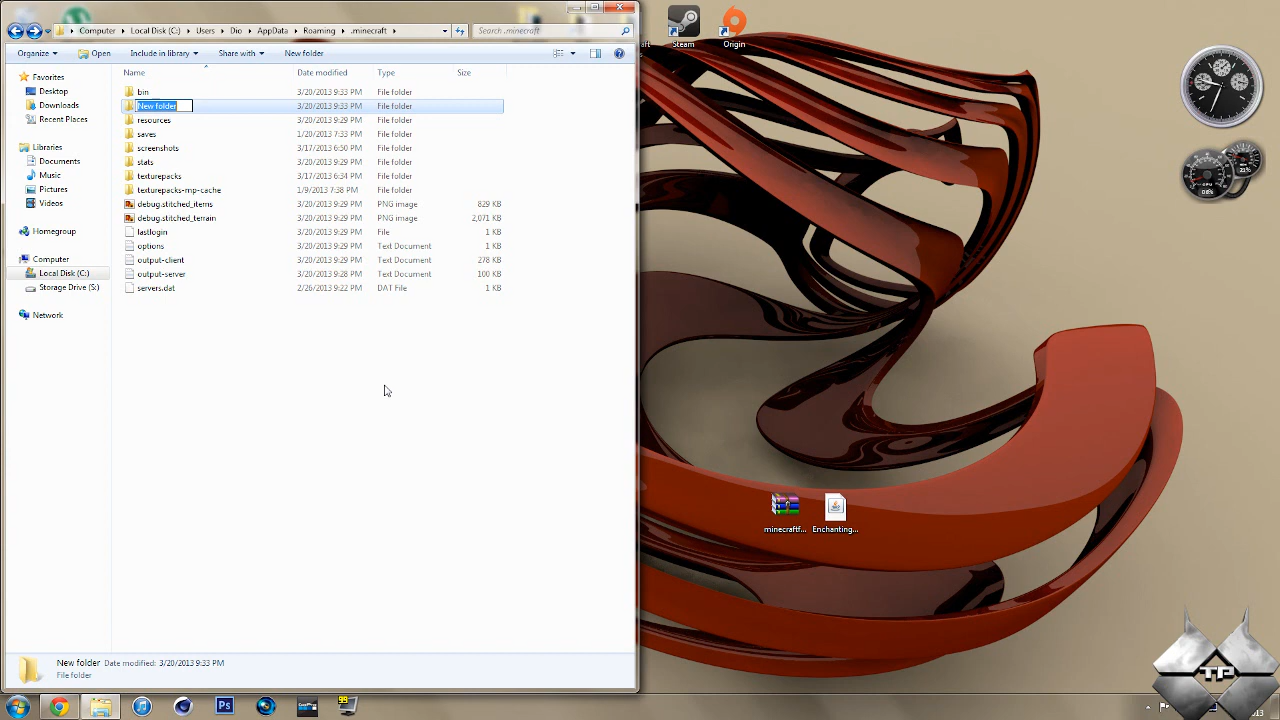 Computer Local Disk (C:) Users Dio AppData Roaming .minecraft
Search .minecraft
Organize Open Include in library Share with New folder
Name Date modified Type Size
Favorites
Desktop
Downloads
Recent Places
Libraries
Documents
Music
Pictures
Videos
Homegroup
Computer
Local Disk (C:)
Storage Drive (S:)
Network
bin 3/20/2013 9:33 PM File folder
New folder 3/20/2013 9:33 PM File folder
resources 3/20/2013 9:29 PM File folder
saves 1/20/2013 7:33 PM File folder
screenshots 3/17/2013 6:50 PM File folder
stats 3/20/2013 9:29 PM File folder
texturepacks 3/17/2013 6:34 PM File folder
texturepacks-mp-cache 1/9/2013 7:38 PM File folder
debug.stitched_items 3/20/2013 9:29 PM PNG image 829 KB
debug.stitched_terrain 3/20/2013 9:29 PM PNG image 2,071 KB
lastlogin 3/20/2013 9:29 PM File 1 KB
options 3/20/2013 9:29 PM Text Document 1 KB
output-client 3/20/2013 9:29 PM Text Document 278 KB
output-server 3/20/2013 9:28 PM Text Document 100 KB
servers.dat 2/26/2013 9:22 PM DAT File 1 KB
New folder Date modified: 3/20/2013 9:33 PM
File folder
Steam
Origin
minecraftf...
Enchanting...
CPU
21%
Ps
TP